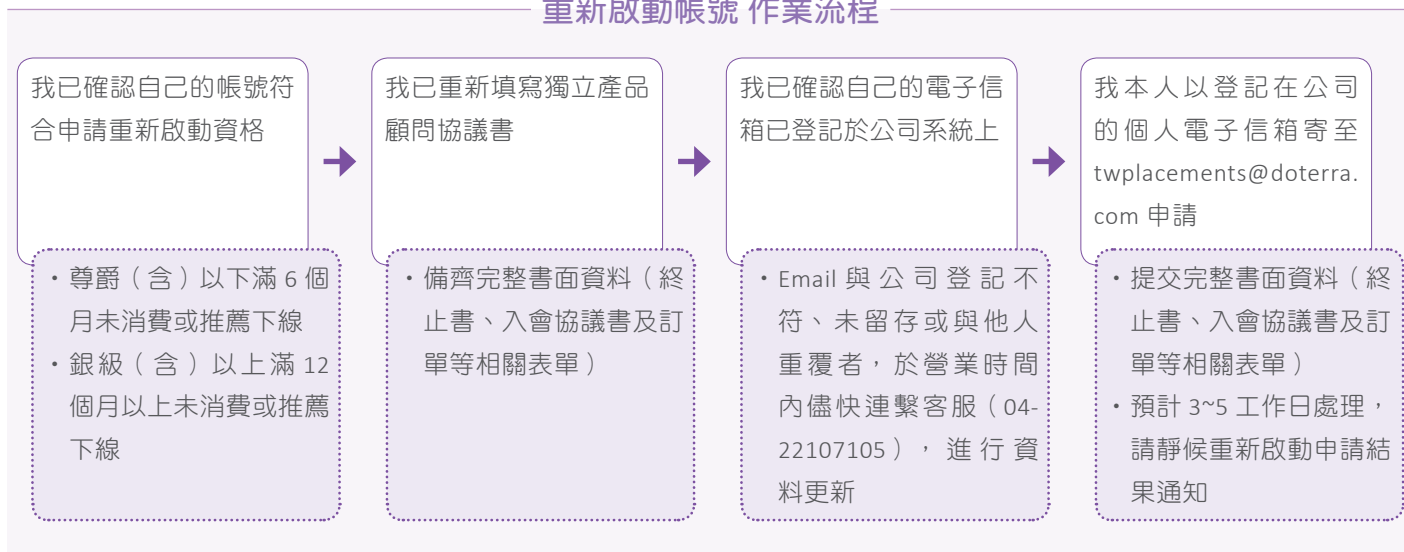 重新啟動帳號 作業流程
我已確認自己的帳號符
合申請重新啟動資格
・尊爵（含）以下滿 6 個
月未消費或推薦下線
・銀級（含）以上滿 12
個月以上未消費或推薦
下線
我已重新填寫獨立產品
顧問協議書
・備齊完整書面資料（終
止書、入會協議書及訂
單等相關表單）
我已確認自己的電子信
箱已登記於公司系統上
・Email 與公司登記不
符、未留存或與他人
重覆者，於營業時間
內儘快連繫客服（04-
22107105），進行資
料更新
我本人以登記在公司
的個人電子信箱寄至
twplacements@doterra.
com 申請
・提交完整書面資料（終
止書、入會協議書及訂
單等相關表單）
・預計 3~5 工作日處理，
請靜候重新啟動申請結
果通知